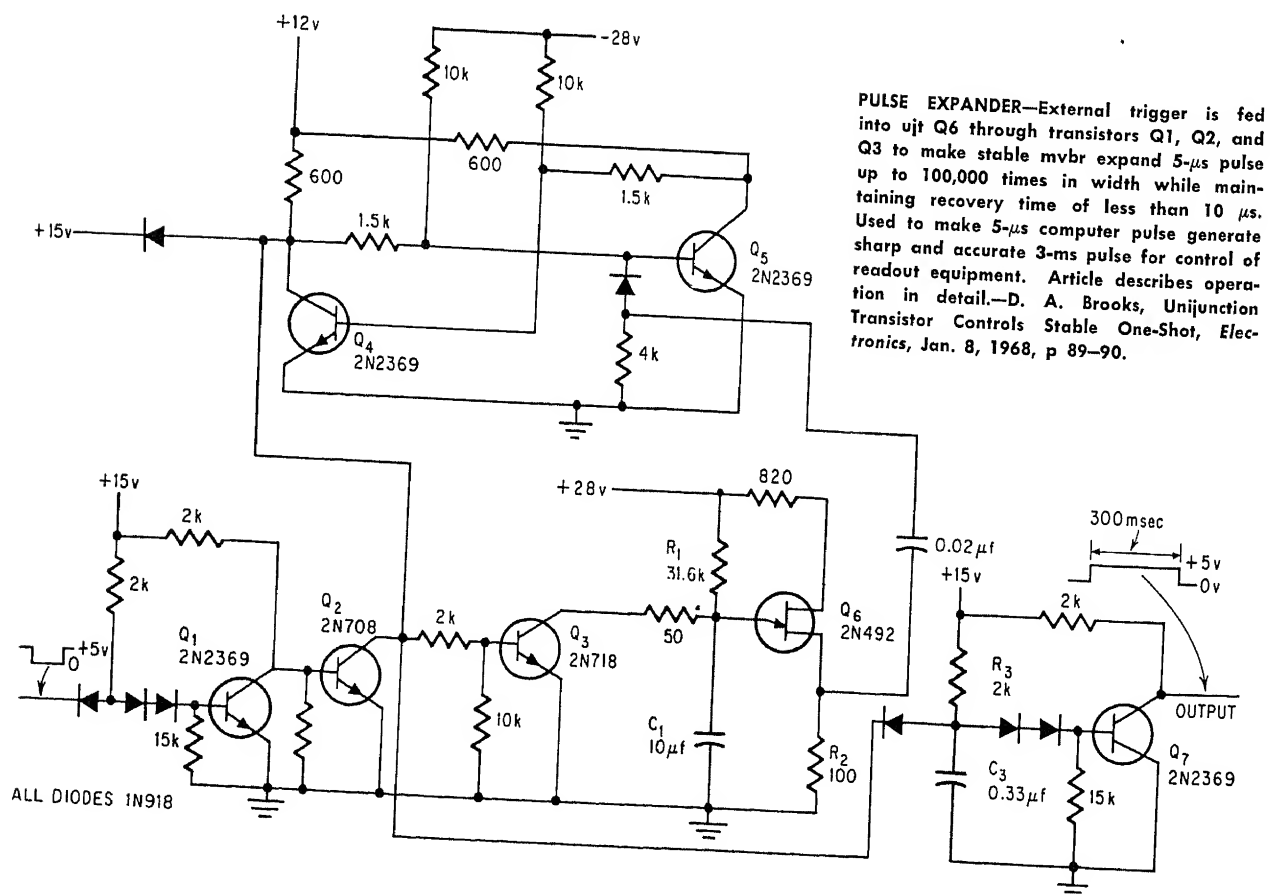 +12v
-28v
10k
10k
600
600
1.5k
1.5k
+15v
Q5
2N2369
Q4
2N2369
4k
PULSE EXPANDER—External trigger is fed
into ujt Q6 through transistors Q1, Q2, and
Q3 to make stable mvbr expand 5-μs pulse
up to 100,000 times in width while main-
taining recovery time of less than 10 μs.
Used to make 5-μs computer pulse generate
sharp and accurate 3-ms pulse for control of
readout equipment. Article describes opera-
tion in detail.—D. A. Brooks, Unijunction
Transistor Controls Stable One-Shot, Elec-
tronics, Jan. 8, 1968, p 89–90.
+15v
2k
2k
+5v
0
Q1
2N2369
15k
Q2
2N708
2k
10k
Q3
2N718
+28v
820
R1
31.6k
50
Q6
2N492
C1
10μf
R2
100
0.02μf
300msec
+5v
0v
+15v
2k
R3
2k
OUTPUT
Q7
2N2369
C3
0.33μf
15k
ALL DIODES 1N918